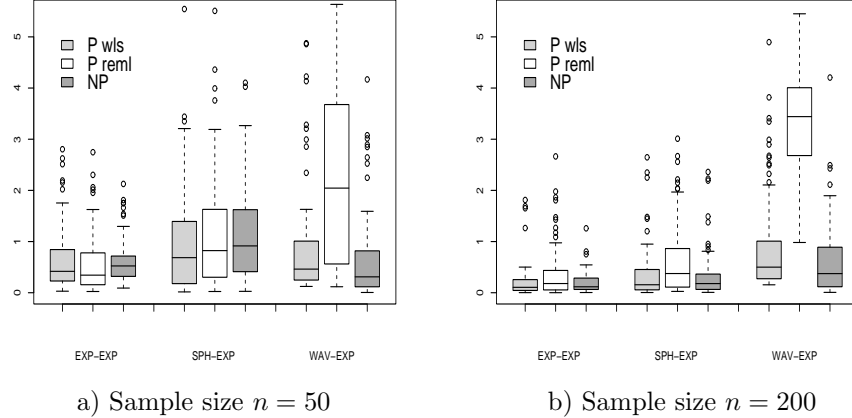 5
4
3
2
1
0
P wls
P reml
NP
EXP-EXP
SPH-EXP
WAV-EXP
a) Sample size n = 50
5
4
3
2
1
0
P wls
P reml
NP
EXP-EXP
SPH-EXP
WAV-EXP
b) Sample size n = 200